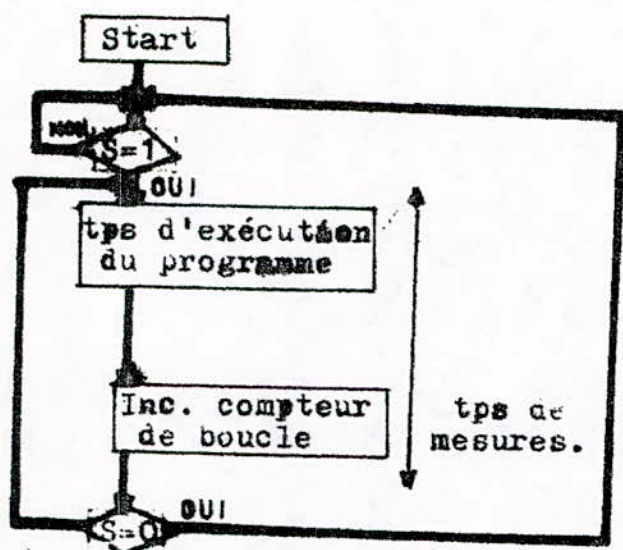 Start
S=1
OUI
tps d'exécution
du programme
Inc. compteur
de boucle
tps de
mesures.
OUI
S=0